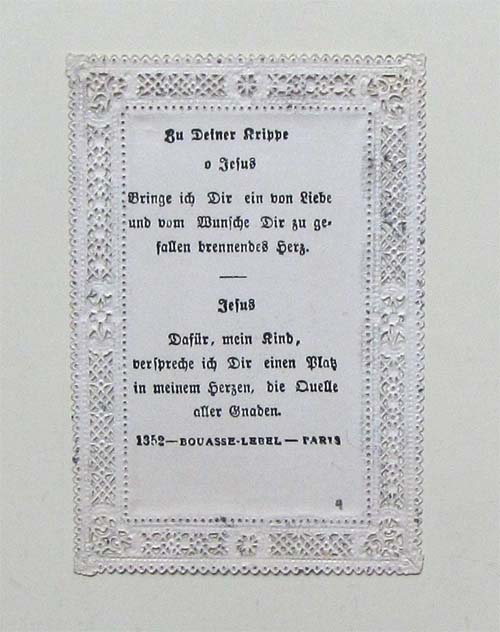 Zu Deiner Krippe
o Jesus
Bringe ich Dir ein von Liebe
und vom Wunsche Dir zu ge-
fallen brennendes Herz.
Jesus
Dafür, mein Kind,
verspreche ich Dir einen Platz
in meinem Herzen, die Quelle
aller Gnaden.
1352—BOUASSE-LEBEL—PARIS